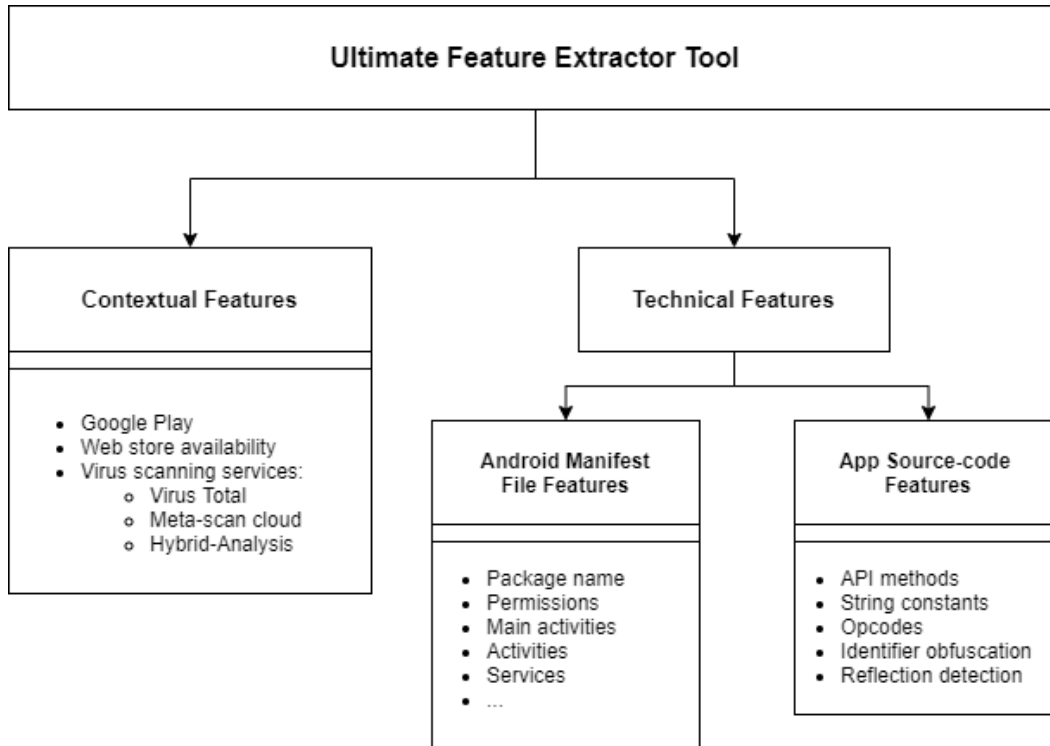 Ultimate Feature Extractor Tool
Contextual Features
Technical Features
Google Play
Web store availability
Virus scanning services:
Virus Total
Meta-scan cloud
Hybrid-Analysis
Android Manifest
File Features
Package name
Permissions
Main activities
Activities
Services
...
App Source-code
Features
API methods
String constants
Opcodes
Identifier obfuscation
Reflection detection